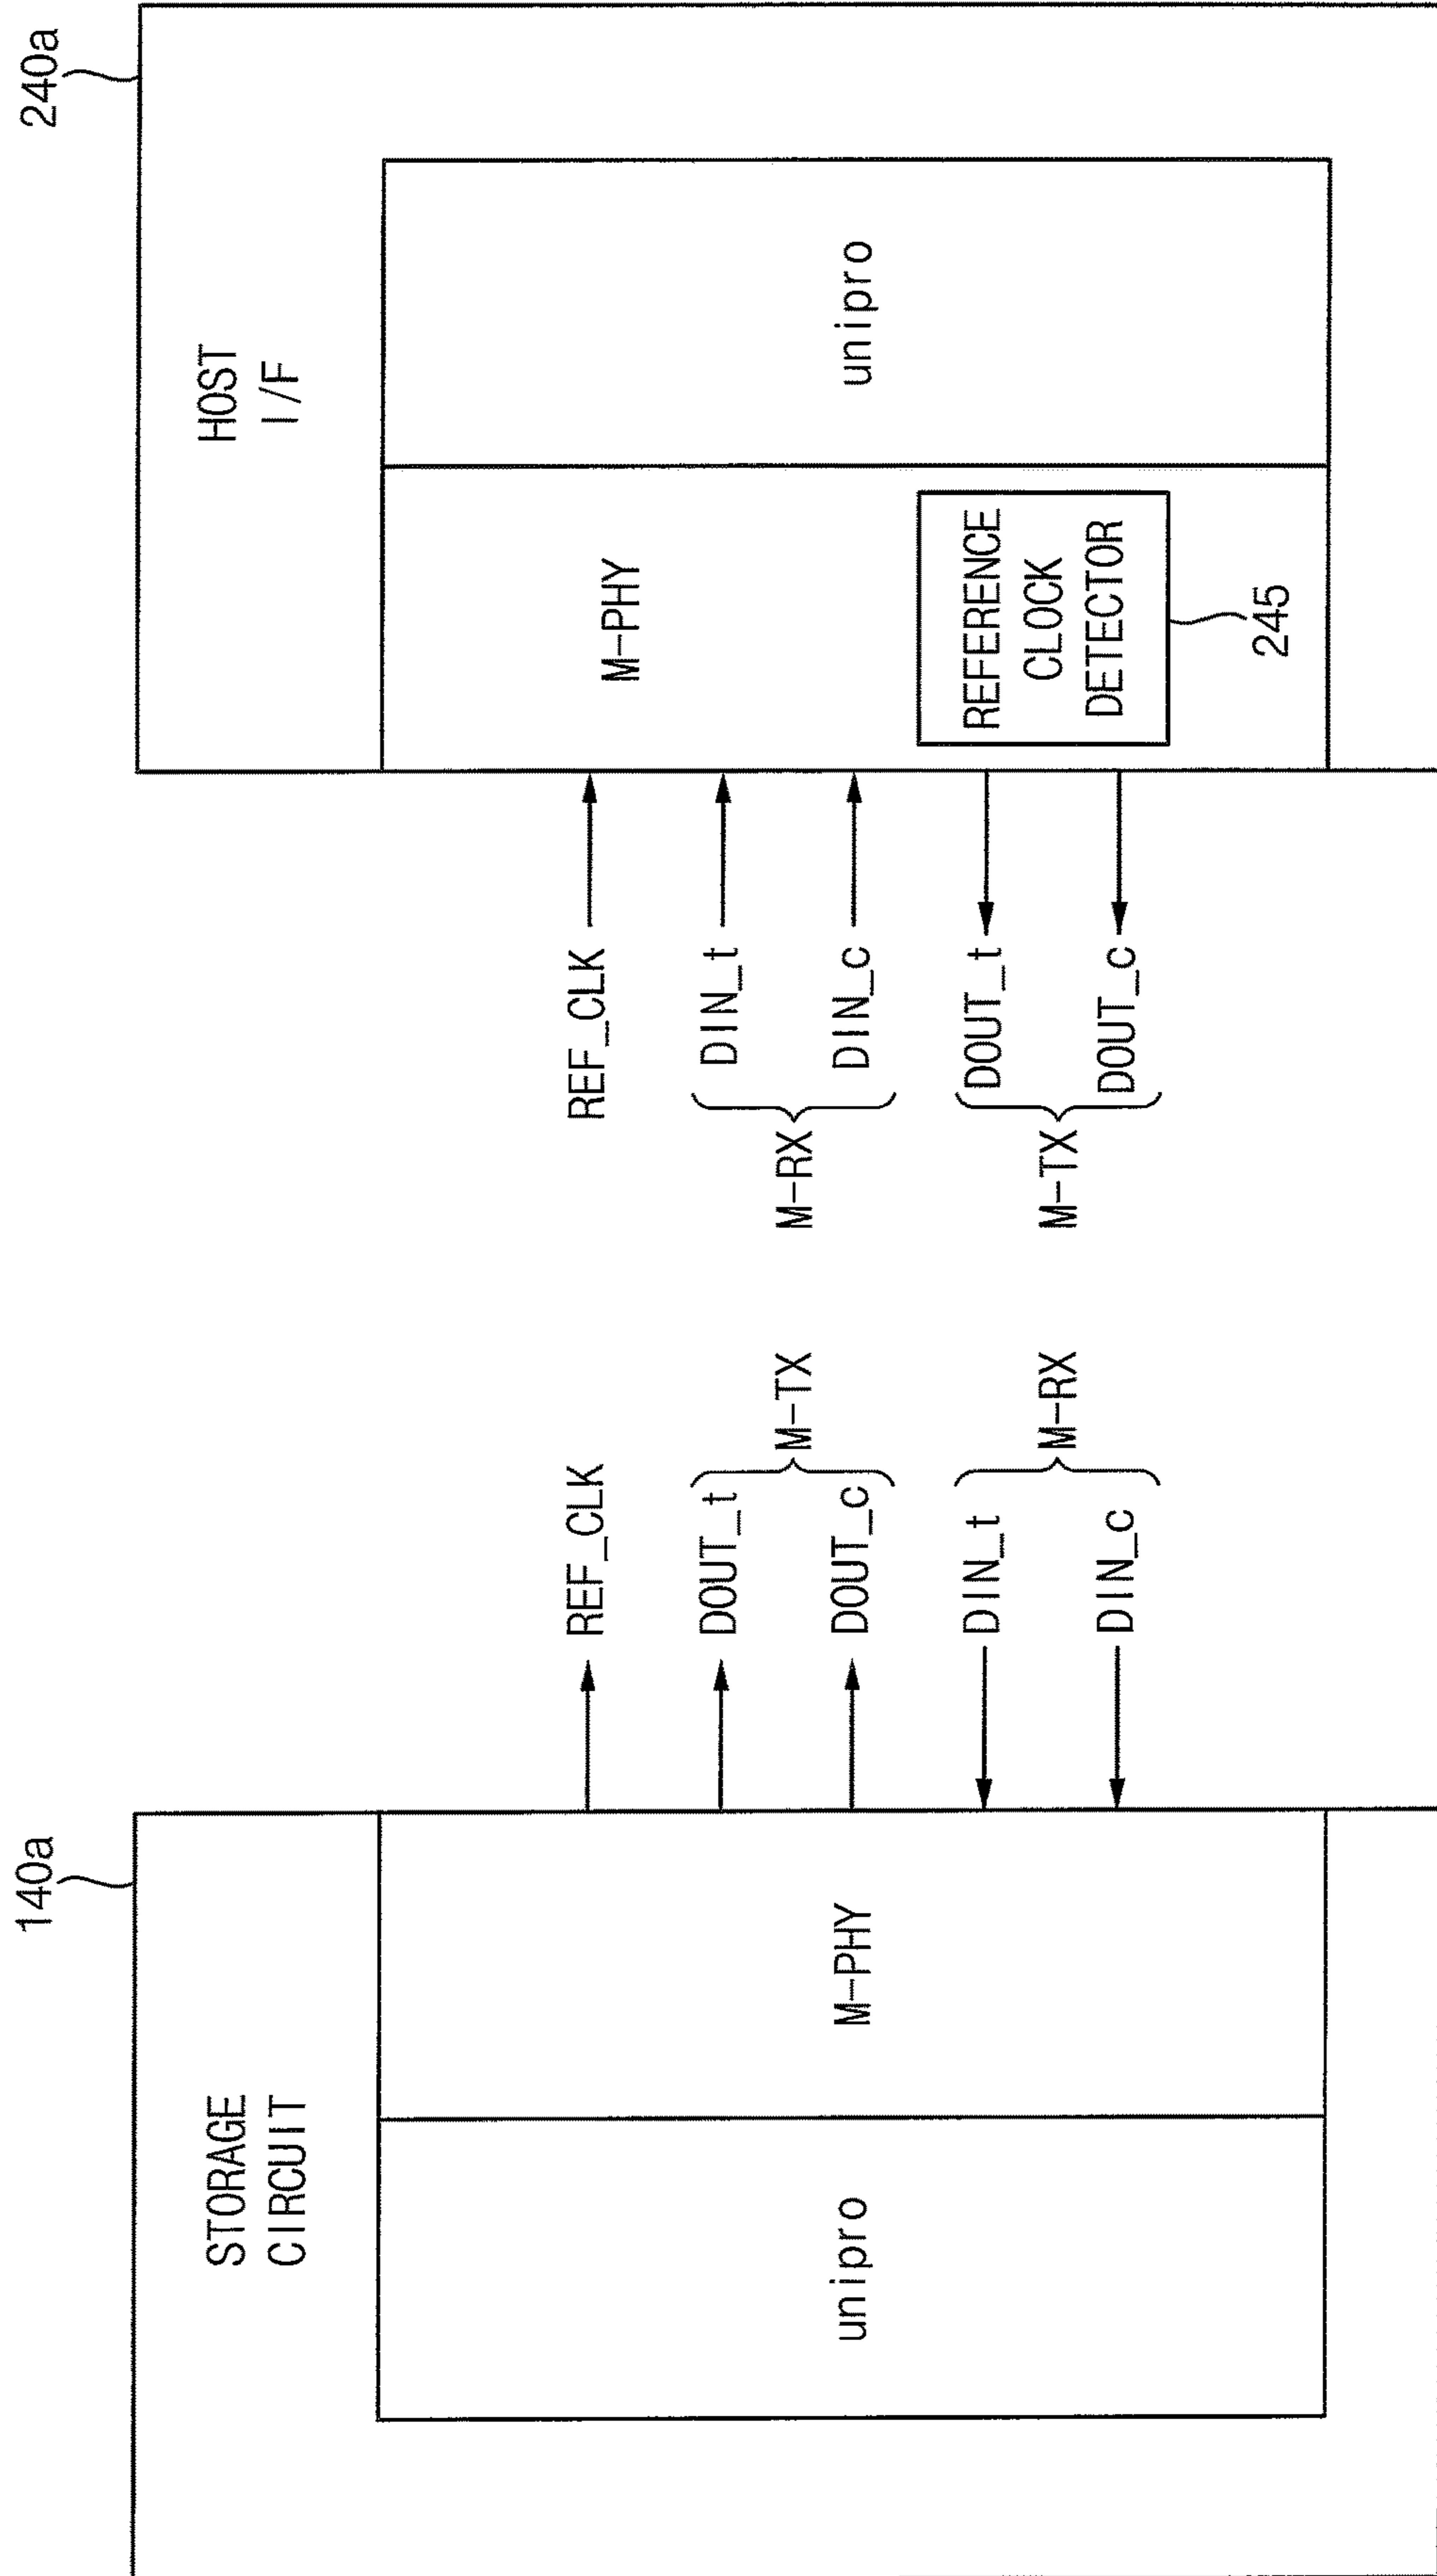 140a
STORAGE
CIRCUIT
unipro
M-PHY
REF_CLK
DOUT_t
DOUT_c
M-TX
DIN_t
DIN_c
M-RX
REF_CLK
DIN_t
DIN_c
M-RX
DOUT_t
DOUT_c
M-TX
240a
HOST
I/F
M-PHY
REFERENCE
CLOCK
DETECTOR
245
unipro